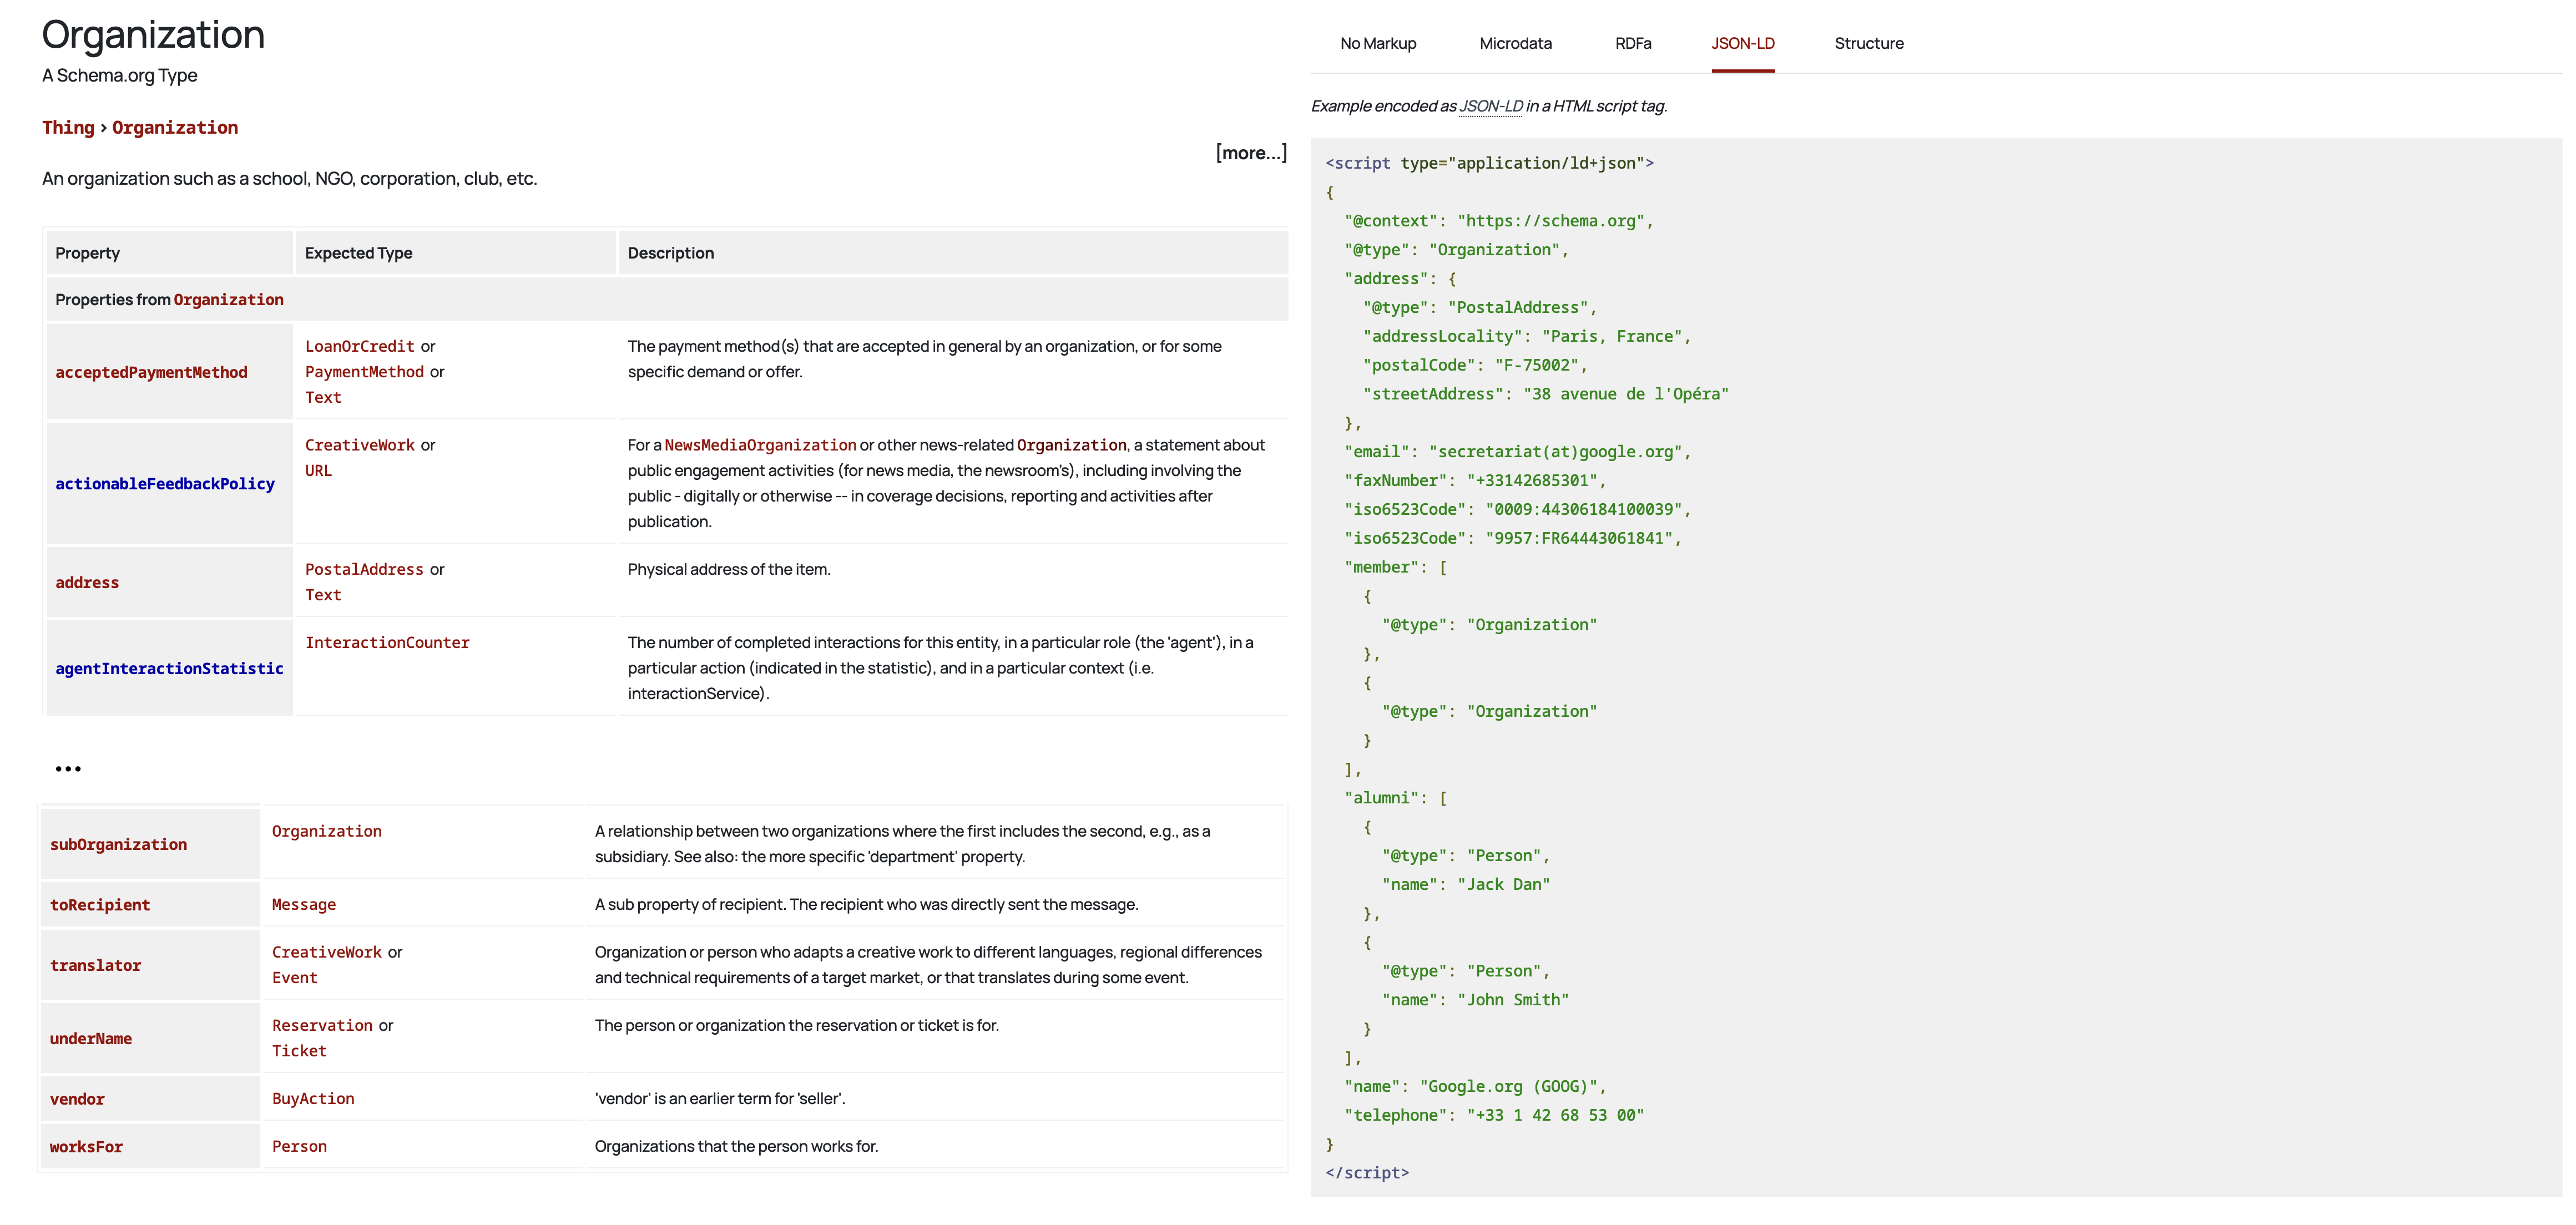 Organization
A Schema.org Type
Thing > Organization
[more...]
An organization such as a school, NGO, corporation, club, etc.
Property Expected Type Description
Properties from Organization
acceptedPaymentMethod
LoanOrCredit or
PaymentMethod or
Text
The payment method(s) that are accepted in general by an organization, or for some
specific demand or offer.
actionableFeedbackPolicy
CreativeWork or
URL
For a NewsMediaOrganization or other news-related Organization, a statement about
public engagement activities (for news media, the newsroom's), including involving the
public - digitally or otherwise -- in coverage decisions, reporting and activities after
publication.
address
PostalAddress or
Text
Physical address of the item.
agentInteractionStatistic
InteractionCounter
The number of completed interactions for this entity, in a particular role (the 'agent'), in a
particular action (indicated in the statistic), and in a particular context (i.e.
interactionService).
...
subOrganization
Organization
A relationship between two organizations where the first includes the second, e.g., as a
subsidiary. See also: the more specific 'department' property.
toRecipient
Message
A sub property of recipient. The recipient who was directly sent the message.
translator
CreativeWork or
Event
Organization or person who adapts a creative work to different languages, regional differences
and technical requirements of a target market, or that translates during some event.
underName
Reservation or
Ticket
The person or organization the reservation or ticket is for.
vendor
BuyAction
'vendor' is an earlier term for 'seller'.
worksFor
Person
Organizations that the person works for.
No Markup Microdata RDFa JSON-LD Structure
Example encoded as JSON-LD in a HTML script tag.
<script type="application/ld+json">
{
  "@context": "https://schema.org",
  "@type": "Organization",
  "address": {
    "@type": "PostalAddress",
    "addressLocality": "Paris, France",
    "postalCode": "F-75002",
    "streetAddress": "38 avenue de l'Opéra"
  },
  "email": "secretariat(at)google.org",
  "faxNumber": "+33142685301",
  "iso6523Code": "0009:44306184100039",
  "iso6523Code": "9957:FR64443061841",
  "member": [
    {
      "@type": "Organization"
    },
    {
      "@type": "Organization"
    }
  ],
  "alumni": [
    {
      "@type": "Person",
      "name": "Jack Dan"
    },
    {
      "@type": "Person",
      "name": "John Smith"
    }
  ],
  "name": "Google.org (GOOG)",
  "telephone": "+33 1 42 68 53 00"
}
</script>